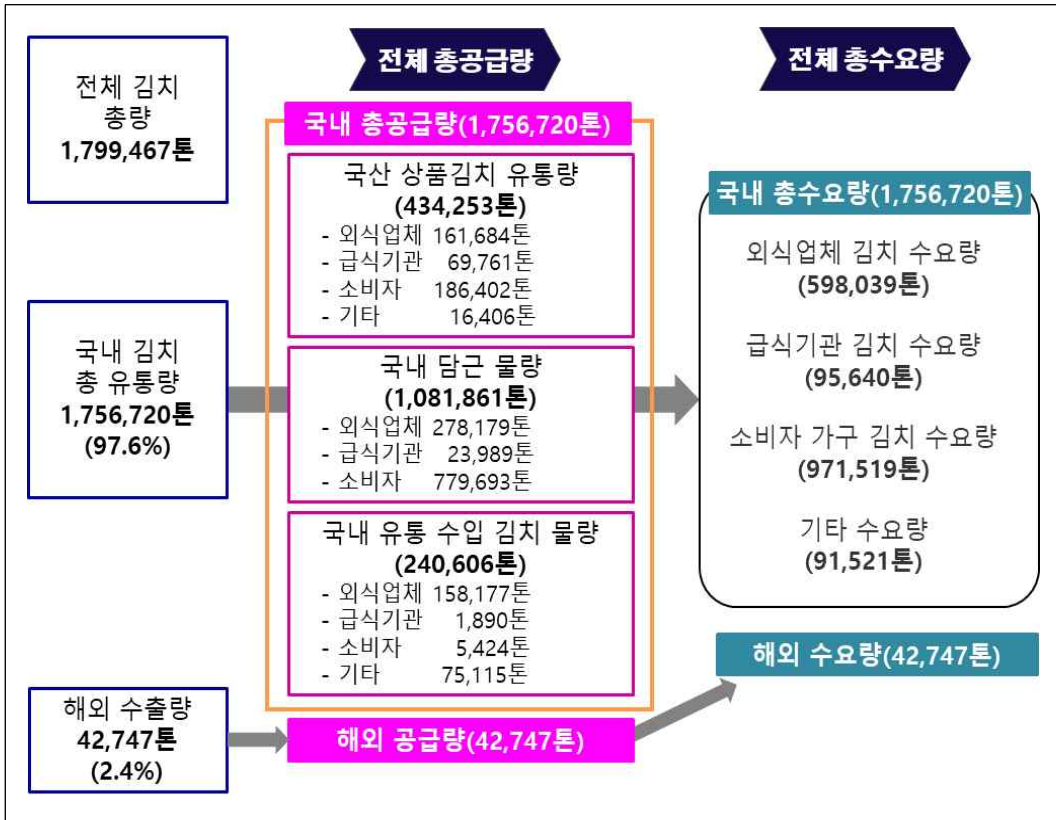 전체 총공급량
전체 총수요량
전체 김치
총량
1,799,467톤
국내 김치
총 유통량
1,756,720톤
(97.6%)
해외 수출량
42,747톤
(2.4%)
국내 총공급량(1,756,720톤)
국산 상품김치 유통량
(434,253톤)
- 외식업체 161,684톤
- 급식기관 69,761톤
- 소비자 186,402톤
- 기타 16,406톤
국내 담근 물량
(1,081,861톤)
- 외식업체 278,179톤
- 급식기관 23,989톤
- 소비자 779,693톤
국내 유통 수입 김치 물량
(240,606톤)
- 외식업체 158,177톤
- 급식기관 1,890톤
- 소비자 5,424톤
- 기타 75,115톤
해외 공급량(42,747톤)
국내 총수요량(1,756,720톤)
외식업체 김치 수요량
(598,039톤)
급식기관 김치 수요량
(95,640톤)
소비자 가구 김치 수요량
(971,519톤)
기타 수요량
(91,521톤)
해외 수요량(42,747톤)